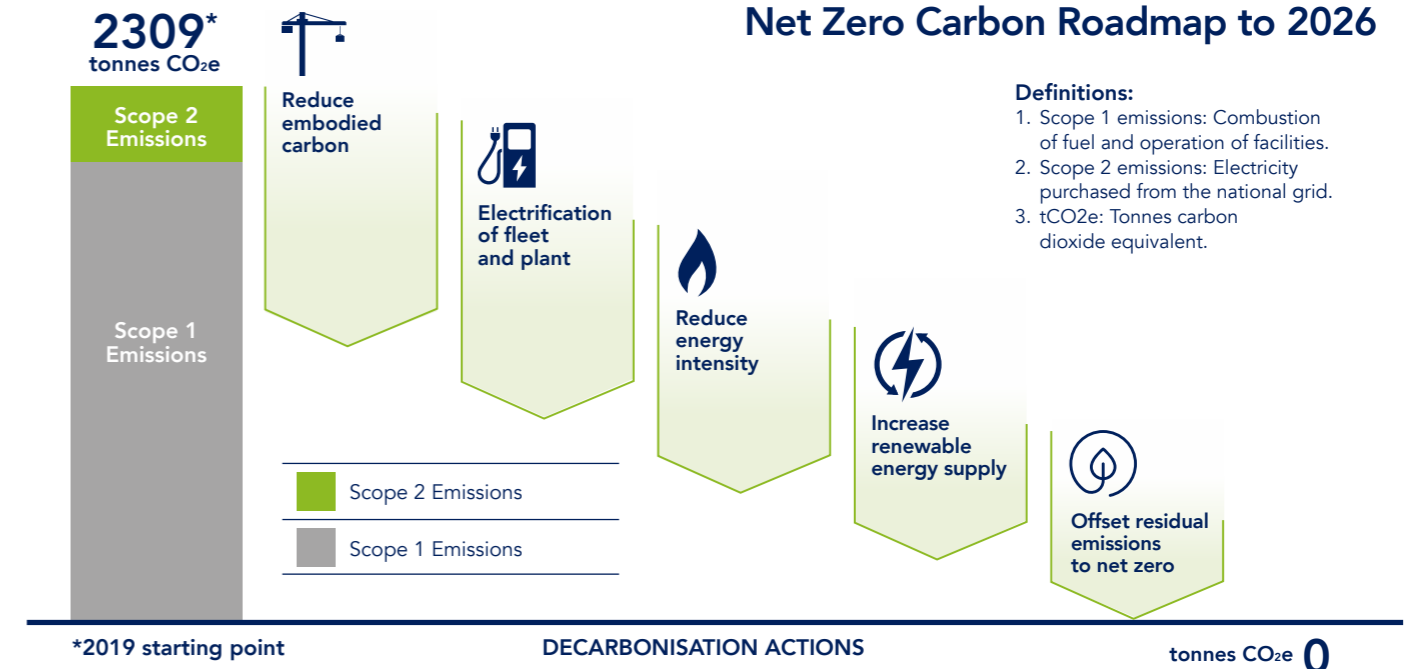 Net Zero Carbon Roadmap to 2026
2309*
tonnes CO₂e
Scope 2
Emissions
Scope 1
Emissions
Reduce
embodied
carbon
Electrification
of fleet
and plant
Reduce
energy
intensity
Increase
renewable
energy supply
Offset residual
emissions
to net zero
Definitions:
1. Scope 1 emissions: Combustion
of fuel and operation of facilities.
2. Scope 2 emissions: Electricity
purchased from the national grid.
3. tCO2e: Tonnes carbon
dioxide equivalent.
Scope 2 Emissions
Scope 1 Emissions
*2019 starting point
DECARBONISATION ACTIONS
tonnes CO₂e 0